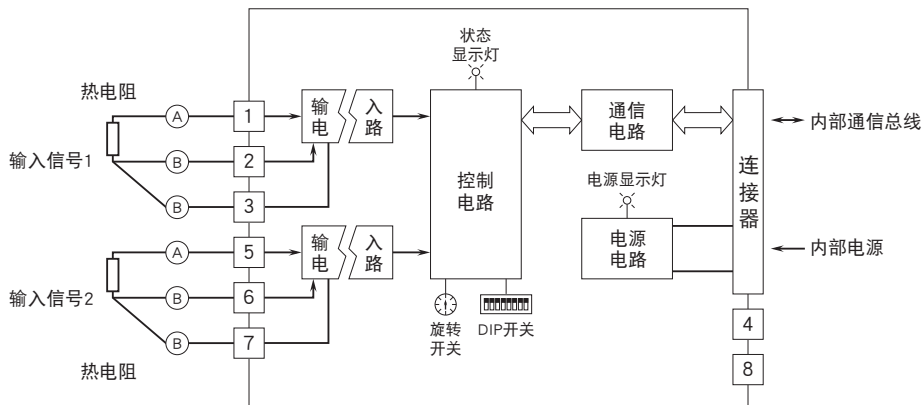 状态
显示灯
热电阻
A
1
输 入
电 路
通信
电路
内部通信总线
B
2
输入信号1
控制
电路
连
接
器
B
3
电源显示灯
A
5
输 入
电 路
电源
电路
内部电源
B
6
输入信号2
旋转
开关
DIP开关
4
B
7
热电阻
8